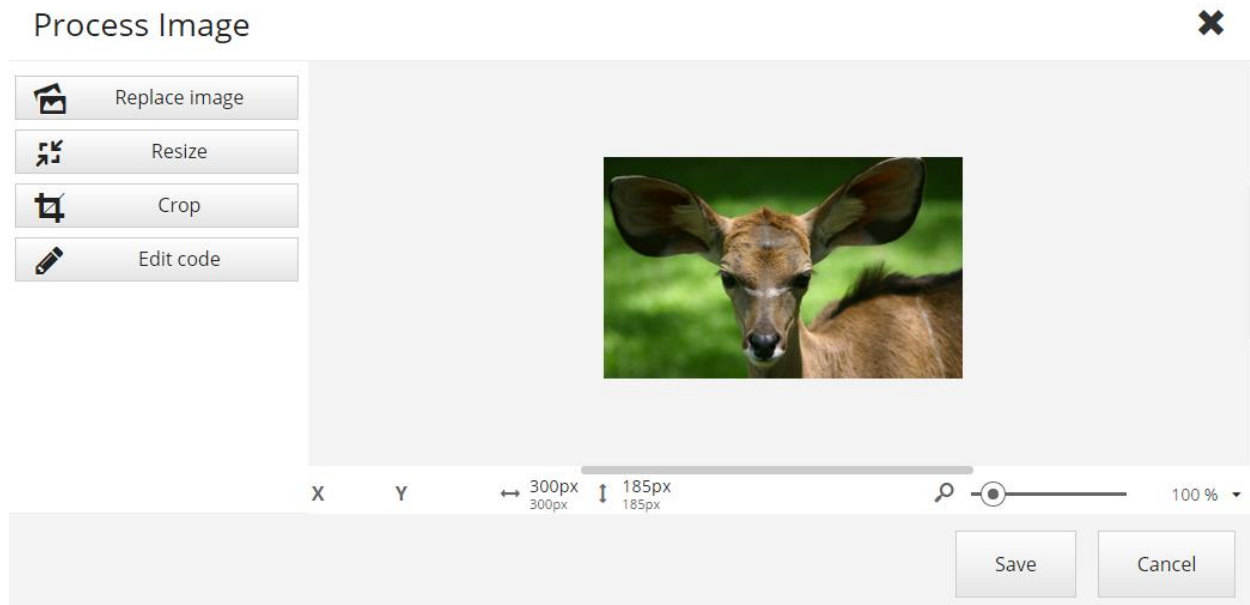 Process Image
Replace image
Resize
Crop
Edit code
X Y 300px 185px 100 %
300px 185px
Save Cancel